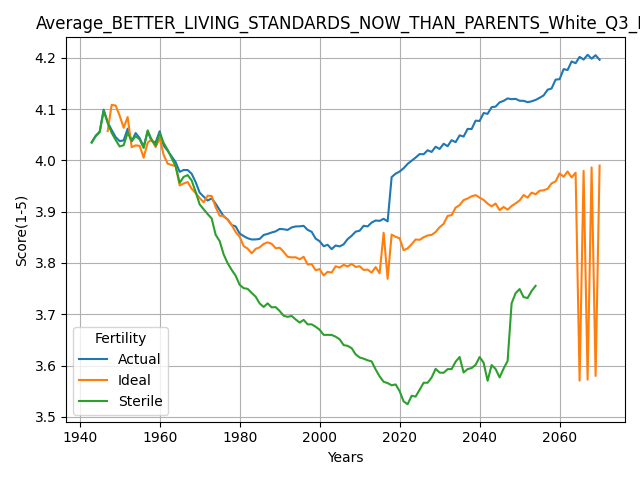 Average_BETTER_LIVING_STANDARDS_NOW_THAN_PARENTS_White_Q3_
4.2
4.1
4.0
3.9
3.8
3.7
3.6
3.5
Score(1-5)
Fertility
Actual
Ideal
Sterile
1940 1960 1980 2000 2020 2040 2060
Years